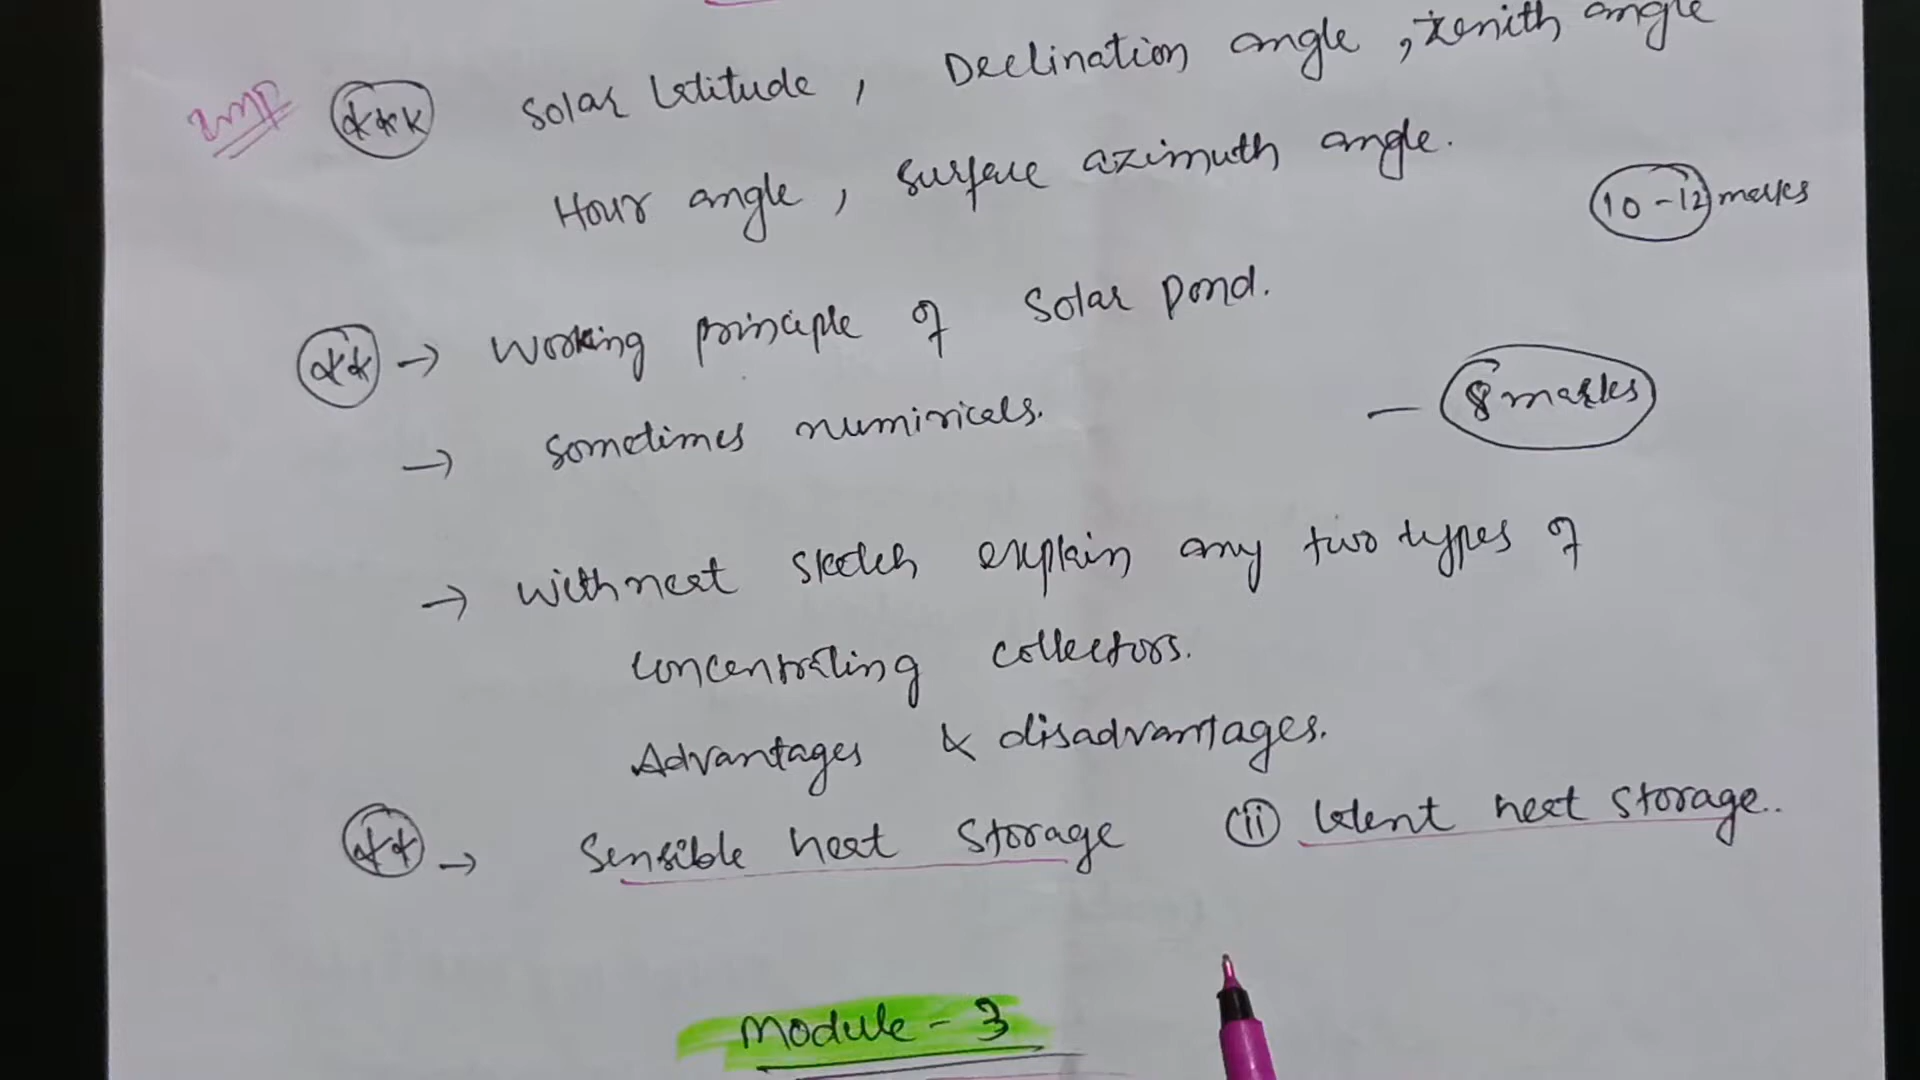 Imp *** Solar Latitude, Declination angle, zenith angle
Hour angle, surface azimuth angle.
10-12 marks
** → Working principle of Solar pond.
→ sometimes numiricals. — 8 marks
→ With neat sketch explain any two types of
concentrating collectors.
Advantages & disadvantages.
** → Sensible heat storage (ii) Latent heat storage.
Module - 3